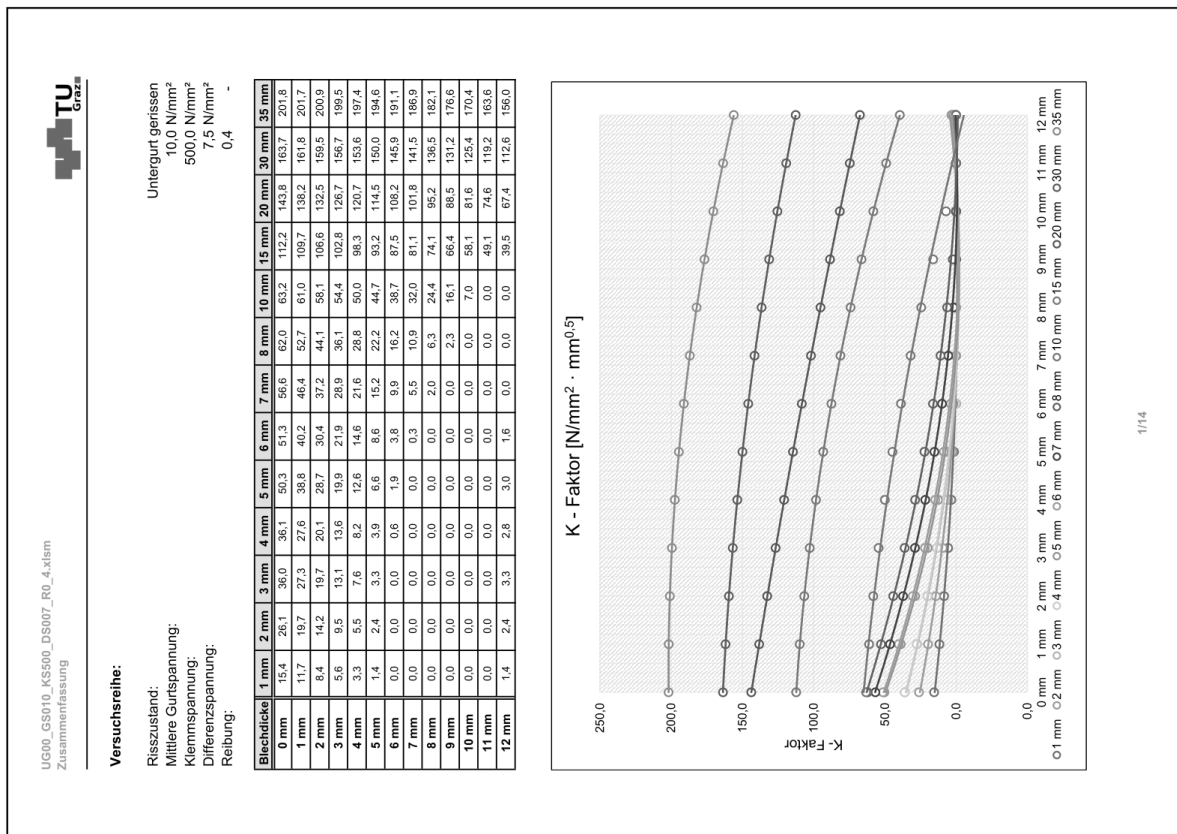 UG00_GS010_KS500_DS007_R0_4.xlsm
Zusammenfassung
TU
Graz
Versuchsreihe:
Risszustand: Untergurt gerissen
Mittlere Gurtspannung: 10,0 N/mm²
Klemmspannung: 500,0 N/mm²
Differenzspannung: 7,5 N/mm²
Reibung: 0,4 -
Blechdicke 1 mm 2 mm 3 mm 4 mm 5 mm 6 mm 7 mm 8 mm 10 mm 15 mm 20 mm 30 mm 35 mm
0 mm 15,4 26,1 36,0 36,1 50,3 51,3 56,6 62,0 63,2 112,2 143,8 163,7 201,8
1 mm 11,7 19,7 27,3 27,6 38,8 40,2 46,4 52,7 61,0 109,7 138,2 161,8 201,7
2 mm 8,4 14,2 19,7 20,1 28,7 30,4 37,2 44,1 58,1 106,6 132,5 159,5 200,9
3 mm 5,6 9,5 13,1 13,6 19,9 21,9 28,9 36,1 54,4 102,8 126,7 156,7 199,5
4 mm 3,3 5,5 7,6 8,2 12,6 14,6 21,6 28,8 50,0 98,3 120,7 153,6 197,4
5 mm 1,4 2,4 3,3 3,9 6,6 8,6 15,2 22,2 44,7 93,2 114,5 150,0 194,6
6 mm 0,0 0,0 0,0 0,6 1,9 3,8 9,9 16,2 38,7 87,5 108,2 145,9 191,1
7 mm 0,0 0,0 0,0 0,0 0,0 0,3 5,5 10,9 32,0 81,1 101,8 141,5 186,9
8 mm 0,0 0,0 0,0 0,0 0,0 0,0 2,0 6,3 24,4 74,1 95,2 136,5 182,1
9 mm 0,0 0,0 0,0 0,0 0,0 0,0 0,0 2,3 16,1 66,4 88,5 131,2 176,6
10 mm 0,0 0,0 0,0 0,0 0,0 0,0 0,0 0,0 7,0 58,1 81,6 125,4 170,4
11 mm 0,0 0,0 0,0 0,0 0,0 0,0 0,0 0,0 0,0 49,1 74,6 119,2 163,6
12 mm 1,4 2,4 3,3 2,8 3,0 1,6 0,0 0,0 0,0 39,5 67,4 112,6 156,0
K - Faktor [N/mm² · mm⁰,⁵]
K - Faktor
250,0
200,0
150,0
100,0
50,0
0,0
0,0
0 mm 1 mm 2 mm 3 mm 4 mm 5 mm 6 mm 7 mm 8 mm 9 mm 10 mm 11 mm 12 mm
1 mm 2 mm 3 mm 4 mm 5 mm 6 mm 7 mm 8 mm 10 mm 15 mm 20 mm 30 mm 35 mm
1/14